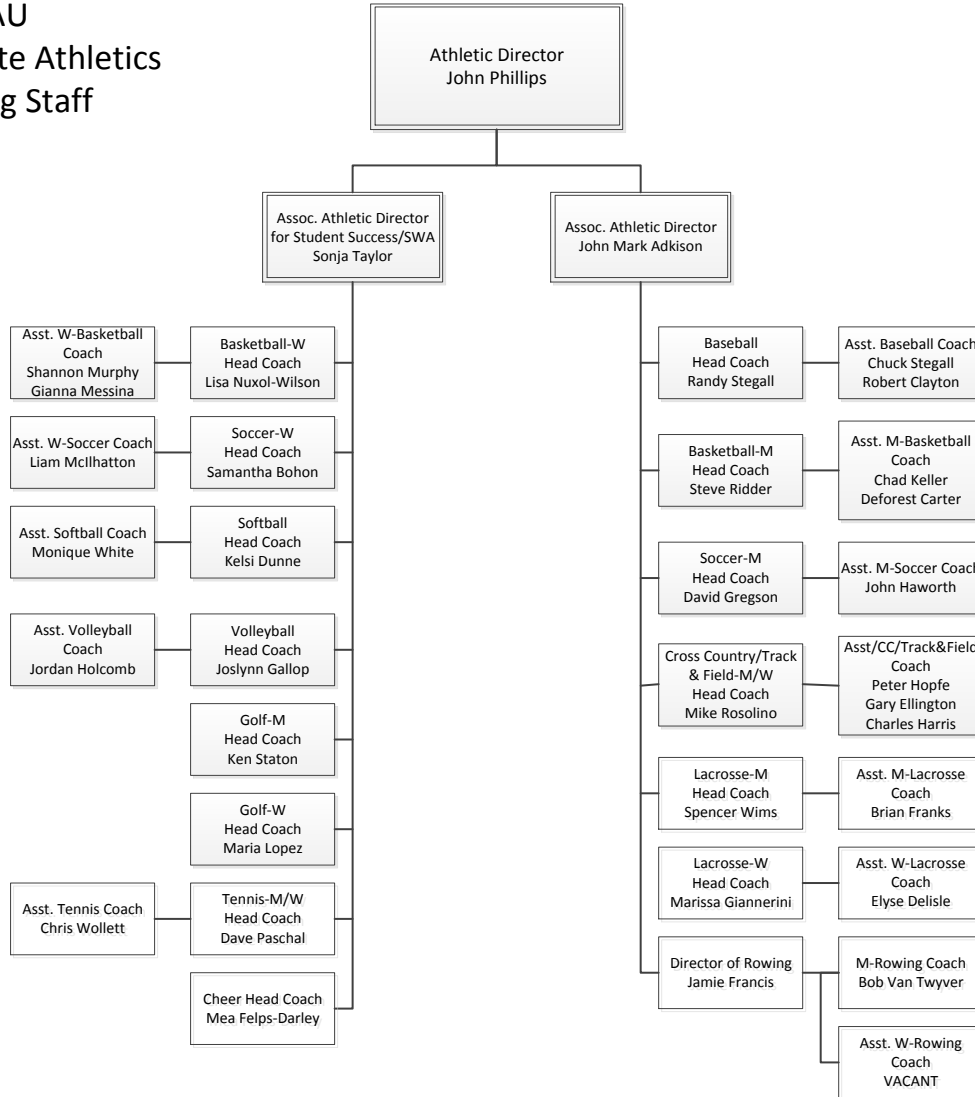 AU
te Athletics
g Staff
Athletic Director
John Phillips
Assoc. Athletic Director
for Student Success/SWA
Sonja Taylor
Assoc. Athletic Director
John Mark Adkison
Asst. W-Basketball
Coach
Shannon Murphy
Gianna Messina
Basketball-W
Head Coach
Lisa Nuxol-Wilson
Baseball
Head Coach
Randy Stegall
Asst. Baseball Coach
Chuck Stegall
Robert Clayton
Asst. W-Soccer Coach
Liam McIlhatton
Soccer-W
Head Coach
Samantha Bohon
Basketball-M
Head Coach
Steve Ridder
Asst. M-Basketball
Coach
Chad Keller
Deforest Carter
Asst. Softball Coach
Monique White
Softball
Head Coach
Kelsi Dunne
Soccer-M
Head Coach
David Gregson
Asst. M-Soccer Coach
John Haworth
Asst. Volleyball
Coach
Jordan Holcomb
Volleyball
Head Coach
Joslynn Gallop
Cross Country/Track
& Field-M/W
Head Coach
Mike Rosolino
Asst/CC/Track&Field
Coach
Peter Hopfe
Gary Ellington
Charles Harris
Golf-M
Head Coach
Ken Staton
Lacrosse-M
Head Coach
Spencer Wims
Asst. M-Lacrosse
Coach
Brian Franks
Golf-W
Head Coach
Maria Lopez
Lacrosse-W
Head Coach
Marissa Giannerini
Asst. W-Lacrosse
Coach
Elyse Delisle
Asst. Tennis Coach
Chris Wollett
Tennis-M/W
Head Coach
Dave Paschal
Director of Rowing
Jamie Francis
M-Rowing Coach
Bob Van Twyver
Cheer Head Coach
Mea Felps-Darley
Asst. W-Rowing
Coach
VACANT